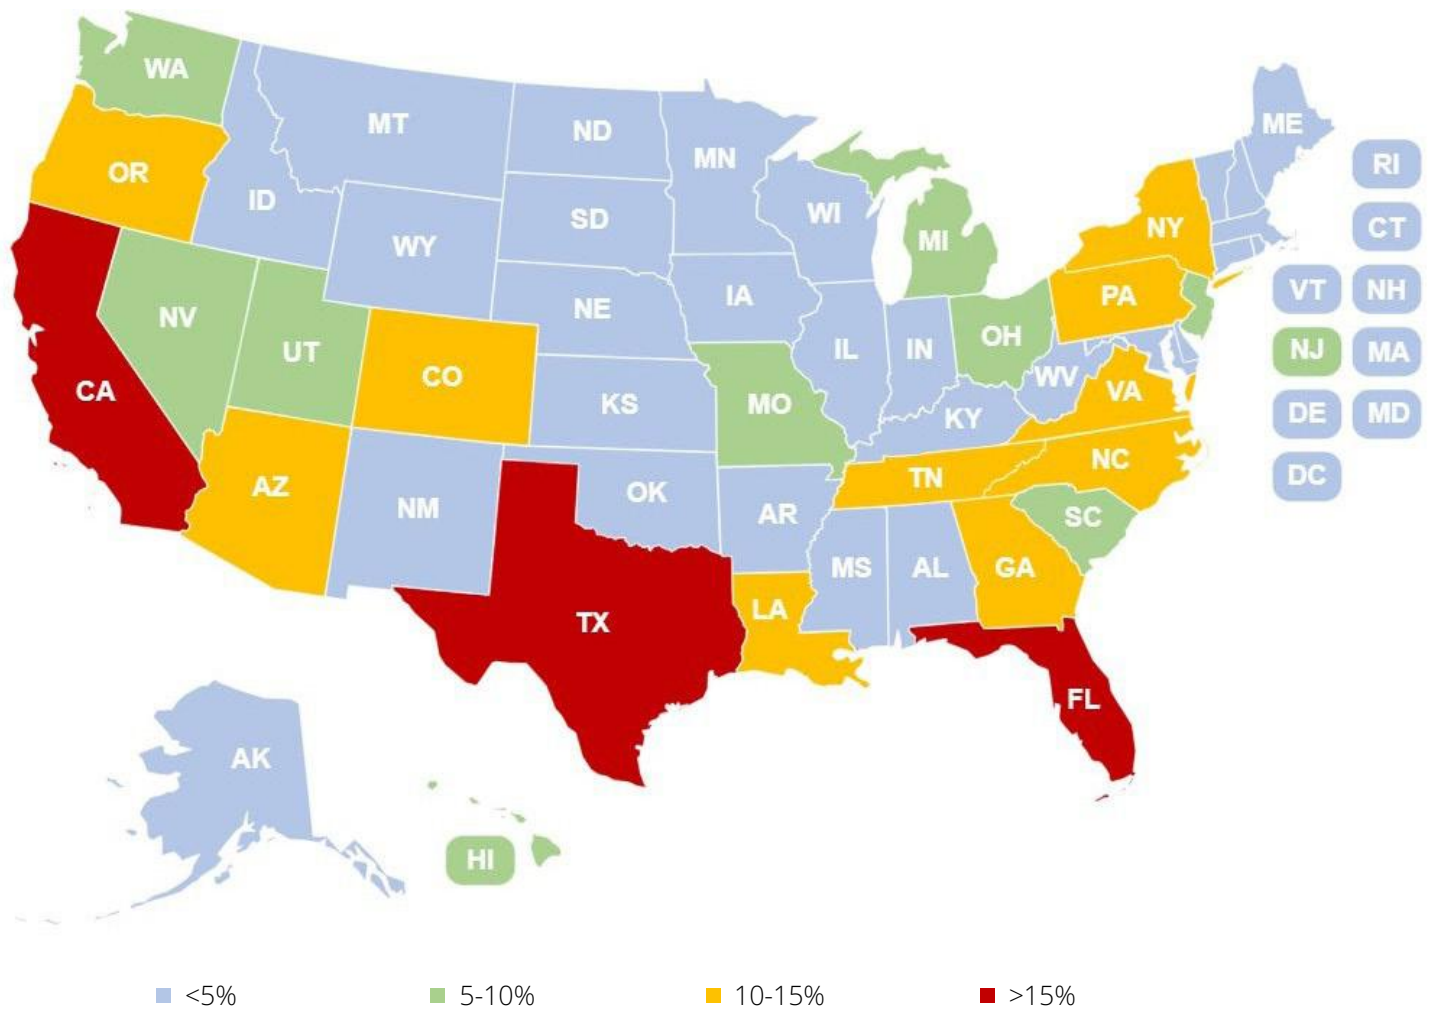 WA
ME
MT
ND
MN
RI
OR
ID
SD
WI
NY
CT
MI
WY
VT
NH
NE
IA
PA
NV
OH
NJ
MA
UT
IL
IN
CO
WV
VA
CA
KS
MO
KY
DE
MD
NC
TN
DC
AZ
OK
NM
AR
SC
MS
AL
GA
LA
TX
FL
AK
HI
<5%
5-10%
10-15%
>15%